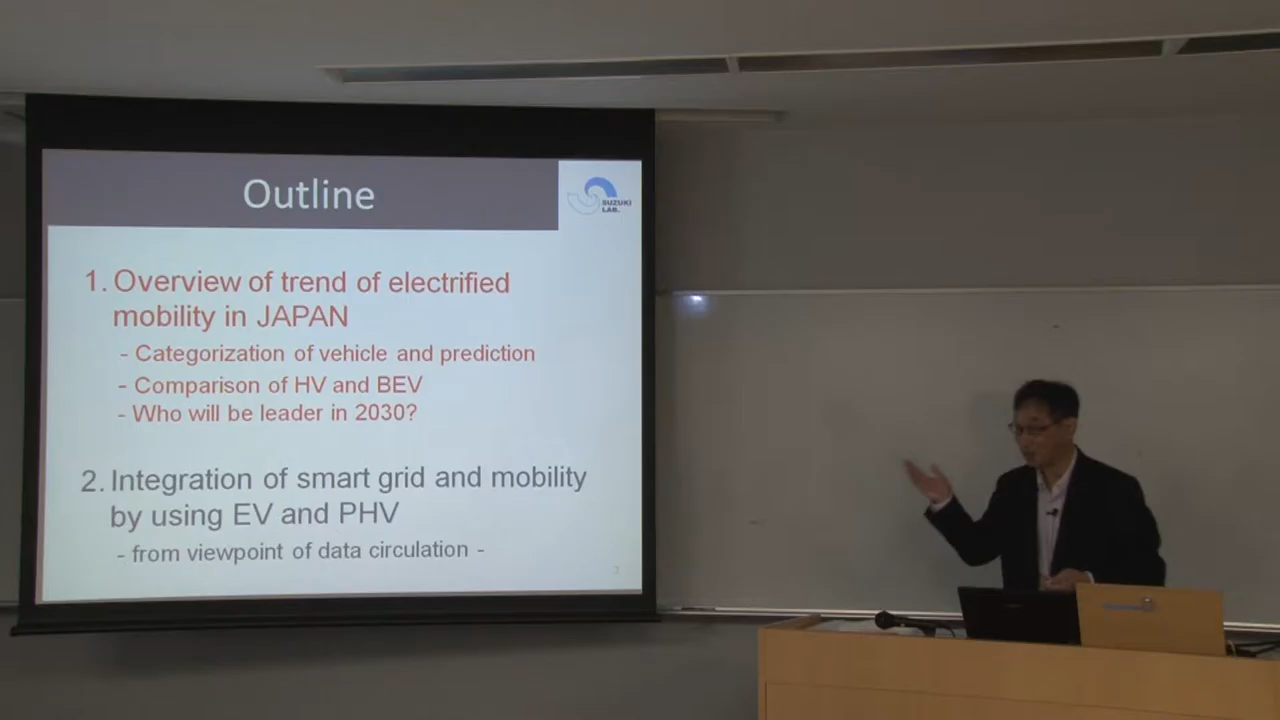 Outline
SUZUKI
LAB.
1. Overview of trend of electrified
mobility in JAPAN
- Categorization of vehicle and prediction
- Comparison of HV and BEV
- Who will be leader in 2030?
2. Integration of smart grid and mobility
by using EV and PHV
- from viewpoint of data circulation -